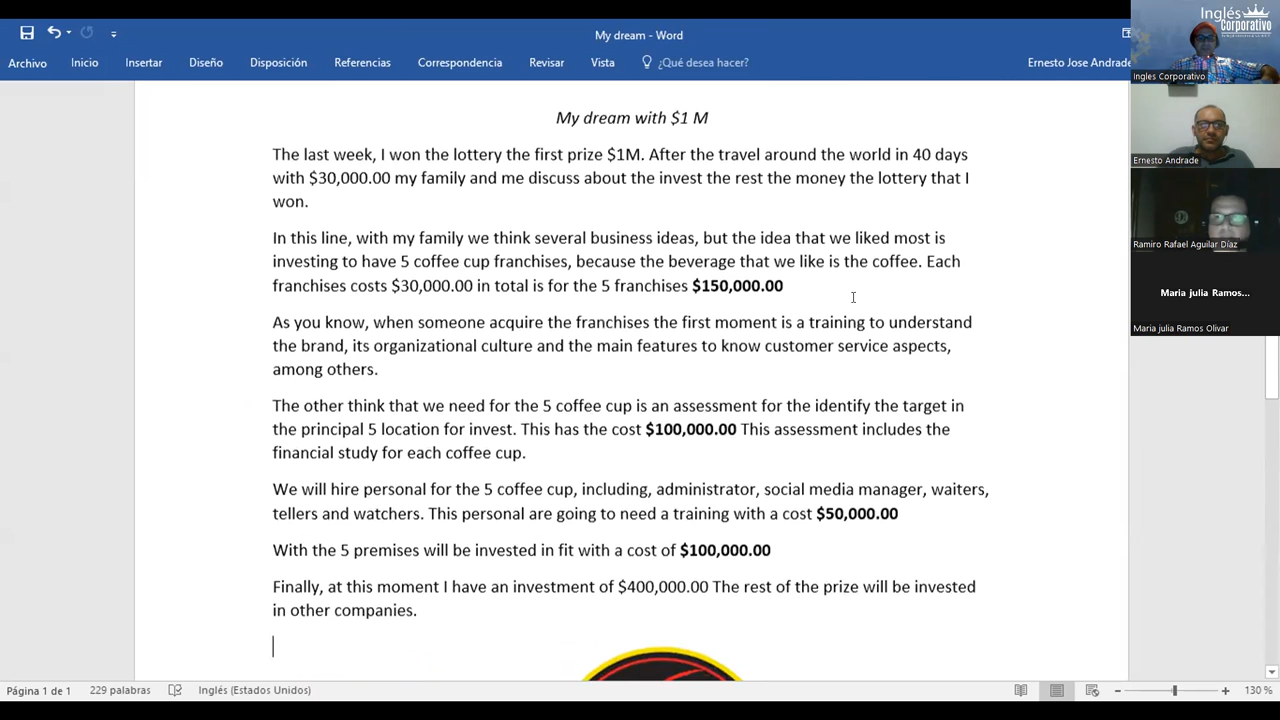 My dream - Word
Archivo
Inicio
Insertar
Diseño
Disposición
Referencias
Correspondencia
Revisar
Vista
¿Qué desea hacer?
Ernesto Jose Andrade
Inglés
Corporativo
Ingles Corporativo
Ernesto Andrade
Ramiro Rafael Aguilar Díaz
Maria julia Ramos...
Maria julia Ramos Olivar
My dream with $1 M
The last week, I won the lottery the first prize $1M. After the travel around the world in 40 days
with $30,000.00 my family and me discuss about the invest the rest the money the lottery that I
won.
In this line, with my family we think several business ideas, but the idea that we liked most is
investing to have 5 coffee cup franchises, because the beverage that we like is the coffee. Each
franchises costs $30,000.00 in total is for the 5 franchises $150,000.00
As you know, when someone acquire the franchises the first moment is a training to understand
the brand, its organizational culture and the main features to know customer service aspects,
among others.
The other think that we need for the 5 coffee cup is an assessment for the identify the target in
the principal 5 location for invest. This has the cost $100,000.00 This assessment includes the
financial study for each coffee cup.
We will hire personal for the 5 coffee cup, including, administrator, social media manager, waiters,
tellers and watchers. This personal are going to need a training with a cost $50,000.00
With the 5 premises will be invested in fit with a cost of $100,000.00
Finally, at this moment I have an investment of $400,000.00 The rest of the prize will be invested
in other companies.
Página 1 de 1
229 palabras
Inglés (Estados Unidos)
130 %